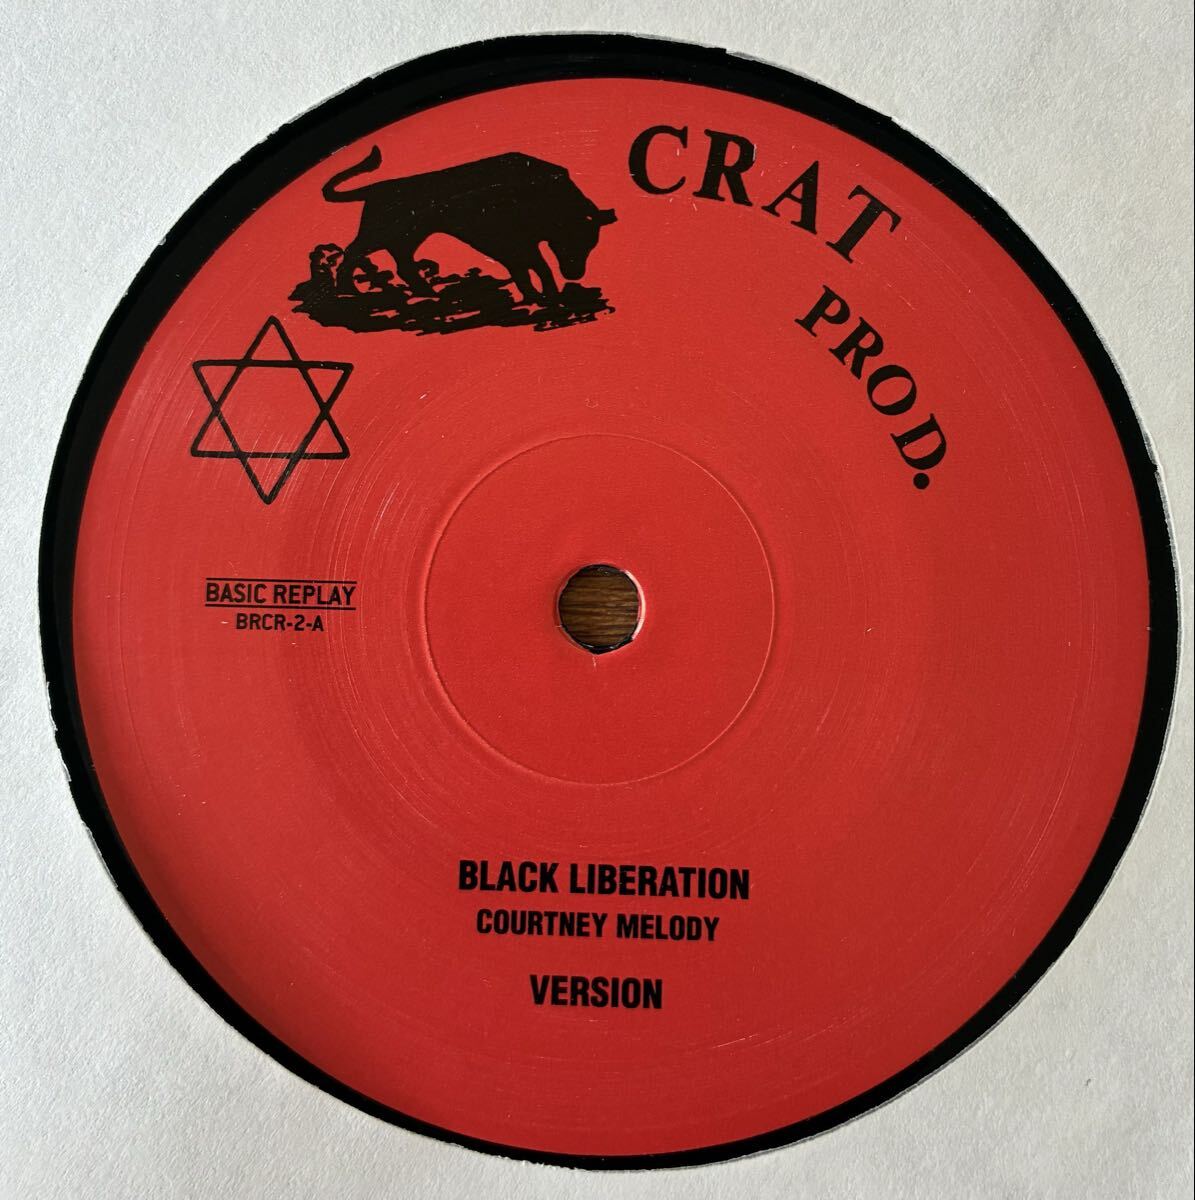 CRAT PROD.
BASIC REPLAY
BRCR-2-A
BLACK LIBERATION
COURTNEY MELODY
VERSION